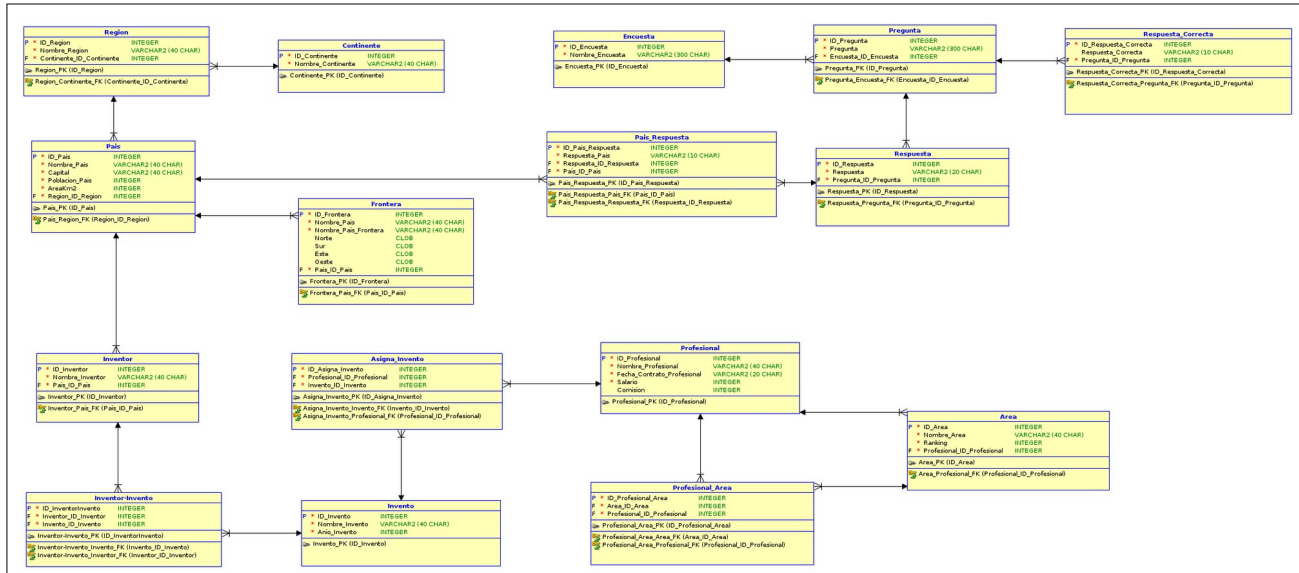 Region
P * ID_Region INTEGER
* Nombre_Region VARCHAR2 (40 CHAR)
F * Continente_ID_Continente INTEGER
Region_PK (ID_Region)
Region_Continente_FK (Continente_ID_Continente)
Continente
P * ID_Continente INTEGER
* Nombre_Continente VARCHAR2 (40 CHAR)
Continente_PK (ID_Continente)
Encuesta
P * ID_Encuesta INTEGER
* Nombre_Encuesta VARCHAR2 (300 CHAR)
Encuesta_PK (ID_Encuesta)
Pregunta
P * ID_Pregunta INTEGER
* Pregunta VARCHAR2 (300 CHAR)
F * Encuesta_ID_Encuesta INTEGER
Pregunta_PK (ID_Pregunta)
Pregunta_Encuesta_FK (Encuesta_ID_Encuesta)
Respuesta_Correcta
P * ID_Respuesta_Correcta INTEGER
Respuesta_Correcta VARCHAR2 (10 CHAR)
F * Pregunta_ID_Pregunta INTEGER
Respuesta_Correcta_PK (ID_Respuesta_Correcta)
Respuesta_Correcta_Pregunta_FK (Pregunta_ID_Pregunta)
Pais
P * ID_Pais INTEGER
* Nombre_Pais VARCHAR2 (40 CHAR)
* Capital VARCHAR2 (40 CHAR)
* Poblacion_Pais INTEGER
* AreaKm2 INTEGER
F * Region_ID_Region INTEGER
Pais_PK (ID_Pais)
Pais_Region_FK (Region_ID_Region)
Pais_Respuesta
P * ID_Pais_Respuesta INTEGER
* Respuesta_Pais VARCHAR2 (10 CHAR)
F * Respuesta_ID_Respuesta INTEGER
F * Pais_ID_Pais INTEGER
Pais_Respuesta_PK (ID_Pais_Respuesta)
Pais_Respuesta_Pais_FK (Pais_ID_Pais)
Pais_Respuesta_Respuesta_FK (Respuesta_ID_Respuesta)
Respuesta
P * ID_Respuesta INTEGER
* Respuesta VARCHAR2 (20 CHAR)
F * Pregunta_ID_Pregunta INTEGER
Respuesta_PK (ID_Respuesta)
Respuesta_Pregunta_FK (Pregunta_ID_Pregunta)
Frontera
P * ID_Frontera INTEGER
* Nombre_Pais VARCHAR2 (40 CHAR)
* Nombre_Pais_Frontera VARCHAR2 (40 CHAR)
Norte CLOB
Sur CLOB
Este CLOB
Oeste CLOB
F * Pais_ID_Pais INTEGER
Frontera_PK (ID_Frontera)
Frontera_Pais_FK (Pais_ID_Pais)
Inventor
P * ID_Inventor INTEGER
* Nombre_Inventor VARCHAR2 (40 CHAR)
F * Pais_ID_Pais INTEGER
Inventor_PK (ID_Inventor)
Inventor_Pais_FK (Pais_ID_Pais)
Asigna_Invento
P * ID_Asigna_Invento INTEGER
F * Profesional_ID_Profesional INTEGER
F * Invento_ID_Invento INTEGER
Asigna_Invento_PK (ID_Asigna_Invento)
Asigna_Invento_Invento_FK (Invento_ID_Invento)
Asigna_Invento_Profesional_FK (Profesional_ID_Profesional)
Profesional
P * ID_Profesional INTEGER
* Nombre_Profesional VARCHAR2 (40 CHAR)
* Fecha_Contrato_Profesional VARCHAR2 (20 CHAR)
* Salario INTEGER
Comision INTEGER
Profesional_PK (ID_Profesional)
Area
P * ID_Area INTEGER
* Nombre_Area VARCHAR2 (40 CHAR)
* Ranking INTEGER
F * Profesional_ID_Profesional INTEGER
Area_PK (ID_Area)
Area_Profesional_FK (Profesional_ID_Profesional)
Inventor-Invento
P * ID_InventorInvento INTEGER
F * Inventor_ID_Inventor INTEGER
F * Invento_ID_Invento INTEGER
Inventor-Invento_PK (ID_InventorInvento)
Inventor-Invento_Invento_FK (Invento_ID_Invento)
Inventor-Invento_Inventor_FK (Inventor_ID_Inventor)
Invento
P * ID_Invento INTEGER
* Nombre_Invento VARCHAR2 (40 CHAR)
* Anio_Invento INTEGER
Invento_PK (ID_Invento)
Profesional_Area
P * ID_Profesional_Area INTEGER
F * Area_ID_Area INTEGER
F * Profesional_ID_Profesional INTEGER
Profesional_Area_PK (ID_Profesional_Area)
Profesional_Area_Area_FK (Area_ID_Area)
Profesional_Area_Profesional_FK (Profesional_ID_Profesional)